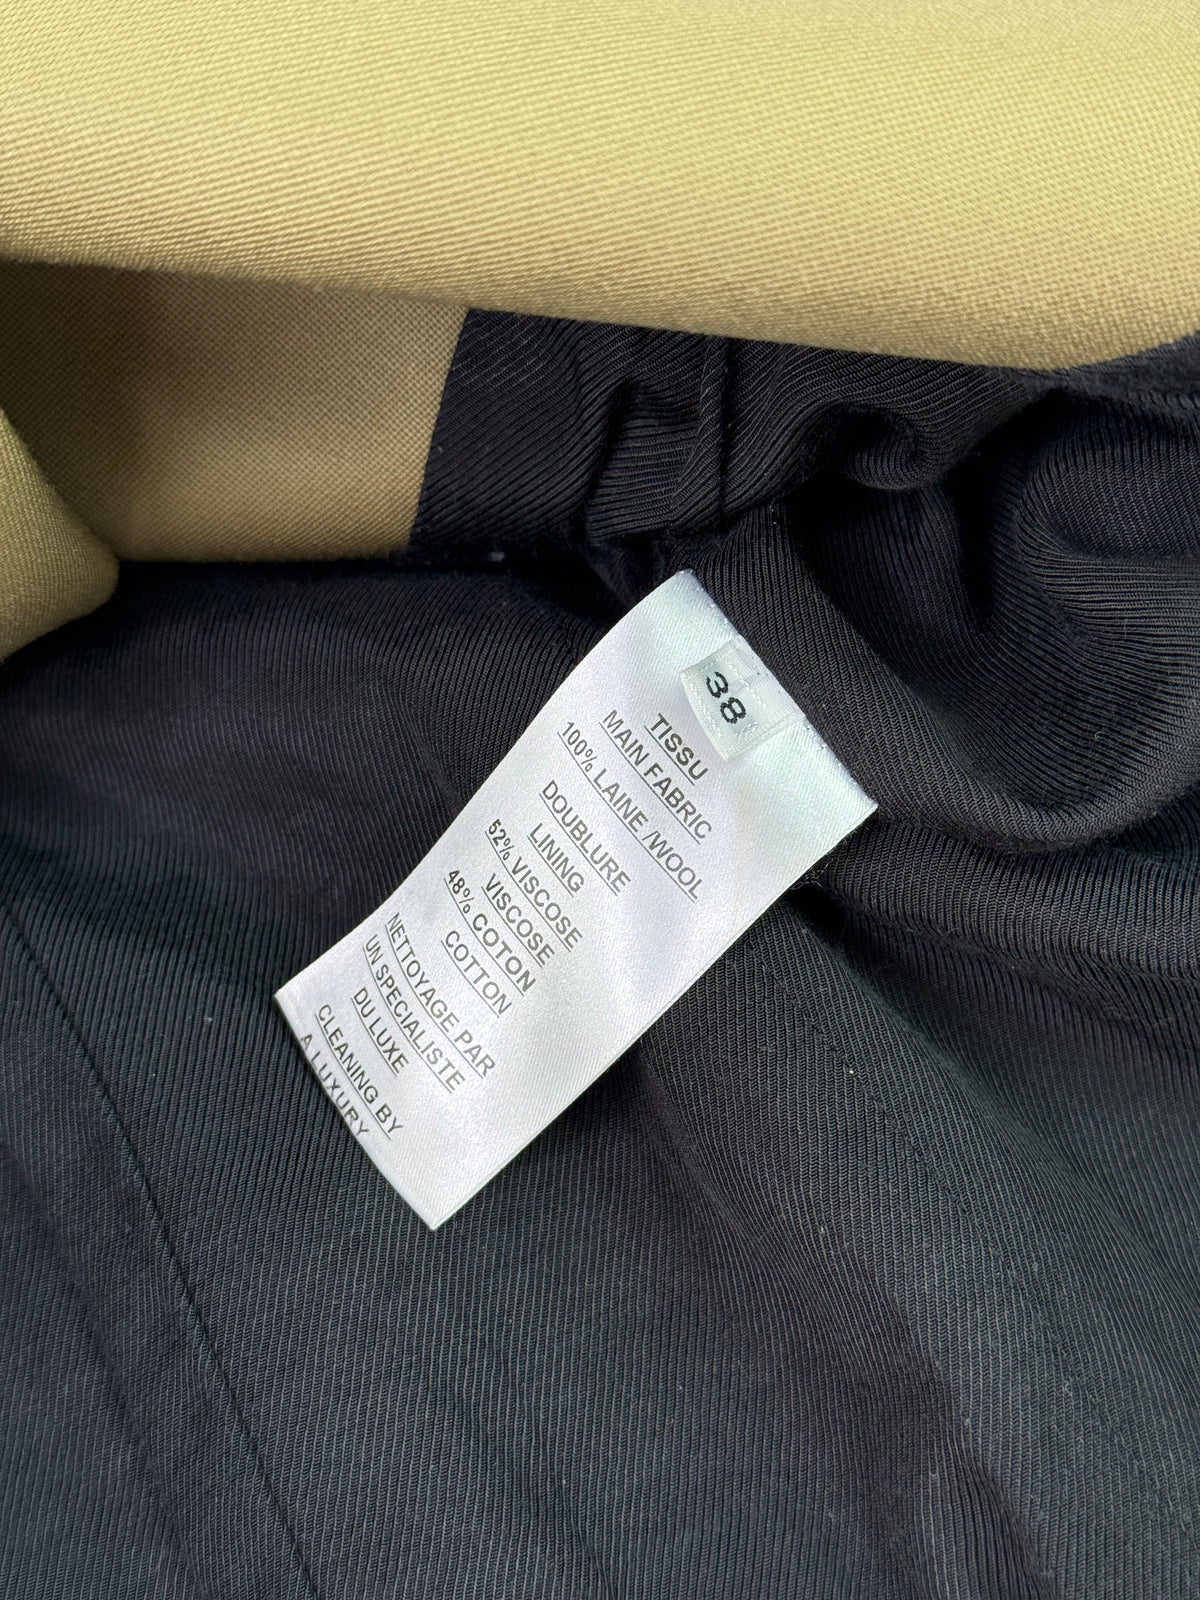 38
TISSU
MAIN FABRIC
100% LAINE /WOOL
DOUBLURE
LINING
52% VISCOSE
VISCOSE
48% COTON
COTTON
NETTOYAGE PAR
UN SPECIALISTE
DU LUXE
CLEANING BY
A LUXURY